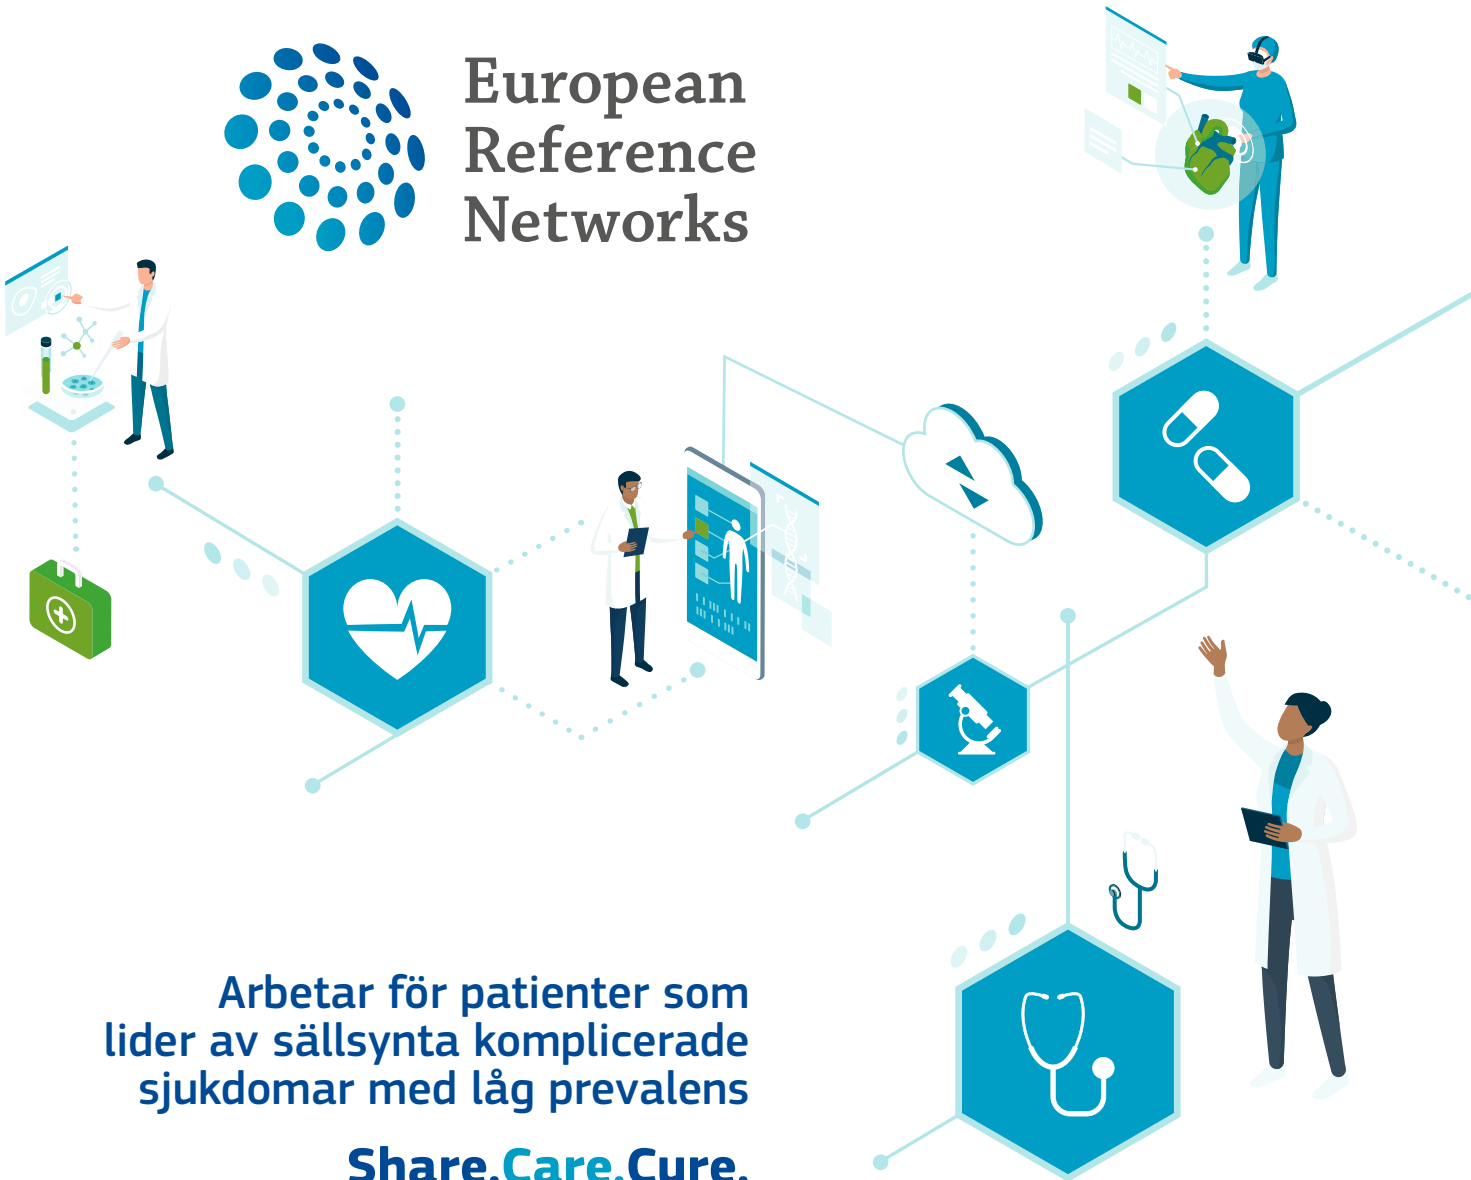 European
Reference
Networks
Arbetar för patienter som
lider av sällsynta komplicerade
sjukdomar med låg prevalens
Share.Care.Cure.